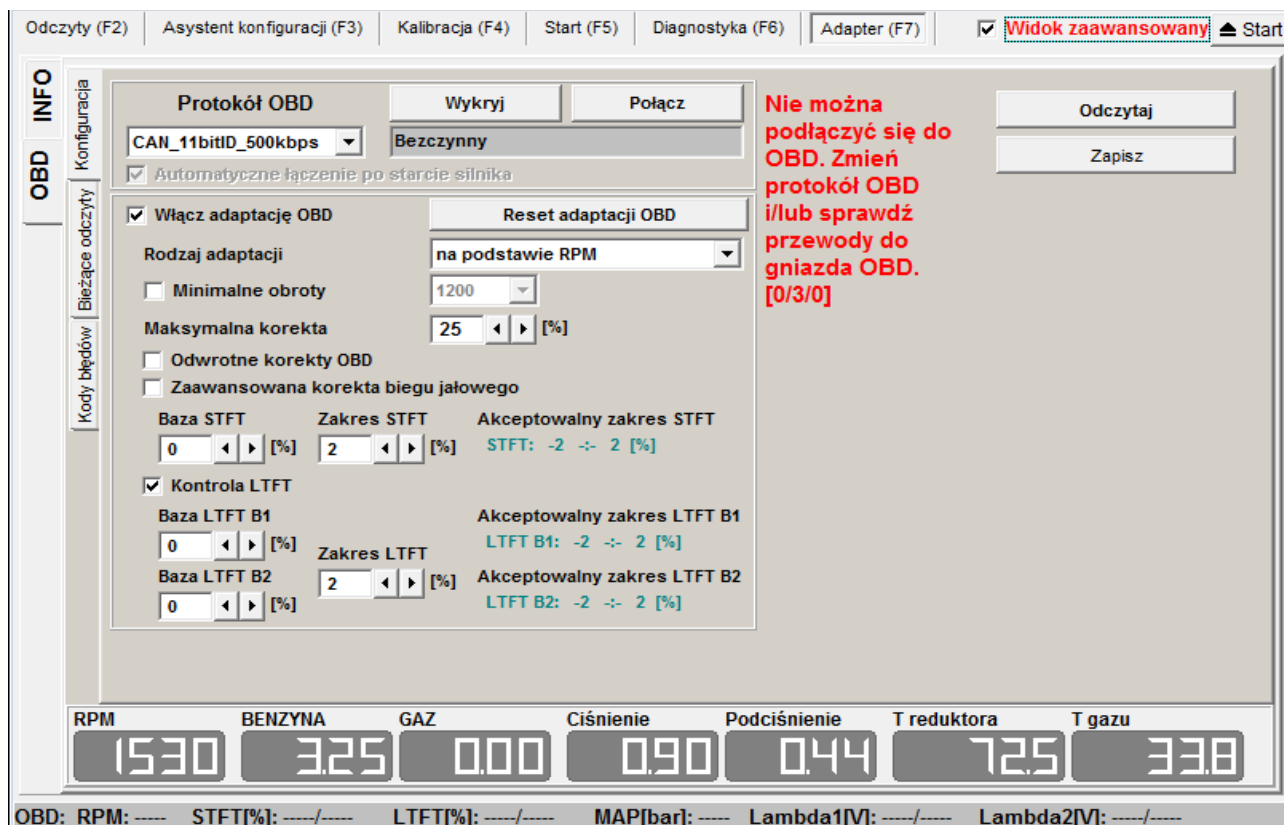 Odczyty (F2) Asystent konfiguracji (F3) Kalibracja (F4) Start (F5) Diagnostyka (F6) Adapter (F7) Widok zaawansowany Start
INFO
OBD
Konfiguracja
Bieżące odczyty
Kody błędów
Protokół OBD Wykryj Połącz
CAN_11bitID_500kbps Bezczynny
Automatyczne łączenie po starcie silnika
Włącz adaptację OBD Reset adaptacji OBD
Rodzaj adaptacji na podstawie RPM
Minimalne obroty 1200
Maksymalna korekta 25 [%]
Odwrotne korekty OBD
Zaawansowana korekta biegu jałowego
Baza STFT Zakres STFT Akceptowalny zakres STFT
0 [%] 2 [%] STFT: -2 -:- 2 [%]
Kontrola LTFT
Baza LTFT B1 Akceptowalny zakres LTFT B1
0 [%] Zakres LTFT LTFT B1: -2 -:- 2 [%]
Baza LTFT B2 2 [%] Akceptowalny zakres LTFT B2
0 [%] LTFT B2: -2 -:- 2 [%]
Nie można
podłączyć się do
OBD. Zmień
protokół OBD
i/lub sprawdź
przewody do
gniazda OBD.
[0/3/0]
Odczytaj
Zapisz
RPM BENZYNA GAZ Ciśnienie Podciśnienie T reduktora T gazu
1530 3.25 0.00 0.90 0.44 72.5 33.8
OBD: RPM: ----- STFT[%]: -----/----- LTFT[%]: -----/----- MAP[bar]: ----- Lambda1[V]: -----/----- Lambda2[V]: -----/-----